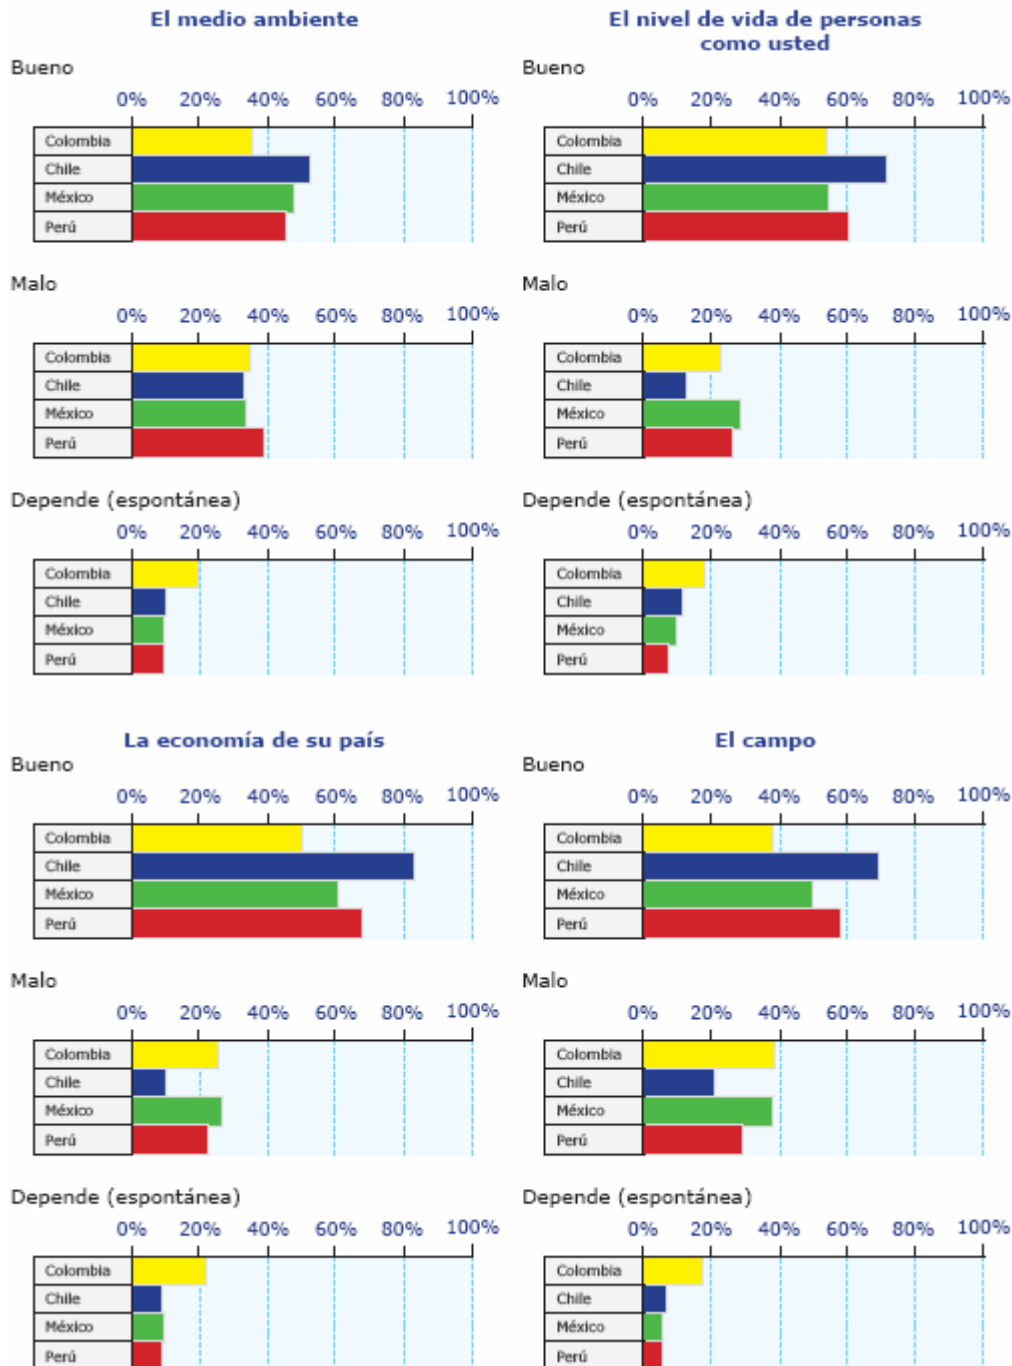 El medio ambiente
Bueno
0% 20% 40% 60% 80% 100%
Colombia
Chile
México
Perú
Malo
0% 20% 40% 60% 80% 100%
Colombia
Chile
México
Perú
Depende (espontánea)
0% 20% 40% 60% 80% 100%
Colombia
Chile
México
Perú
El nivel de vida de personas
como usted
Bueno
0% 20% 40% 60% 80% 100%
Colombia
Chile
México
Perú
Malo
0% 20% 40% 60% 80% 100%
Colombia
Chile
México
Perú
Depende (espontánea)
0% 20% 40% 60% 80% 100%
Colombia
Chile
México
Perú
La economía de su país
Bueno
0% 20% 40% 60% 80% 100%
Colombia
Chile
México
Perú
Malo
0% 20% 40% 60% 80% 100%
Colombia
Chile
México
Perú
Depende (espontánea)
0% 20% 40% 60% 80% 100%
Colombia
Chile
México
Perú
El campo
Bueno
0% 20% 40% 60% 80% 100%
Colombia
Chile
México
Perú
Malo
0% 20% 40% 60% 80% 100%
Colombia
Chile
México
Perú
Depende (espontánea)
0% 20% 40% 60% 80% 100%
Colombia
Chile
México
Perú